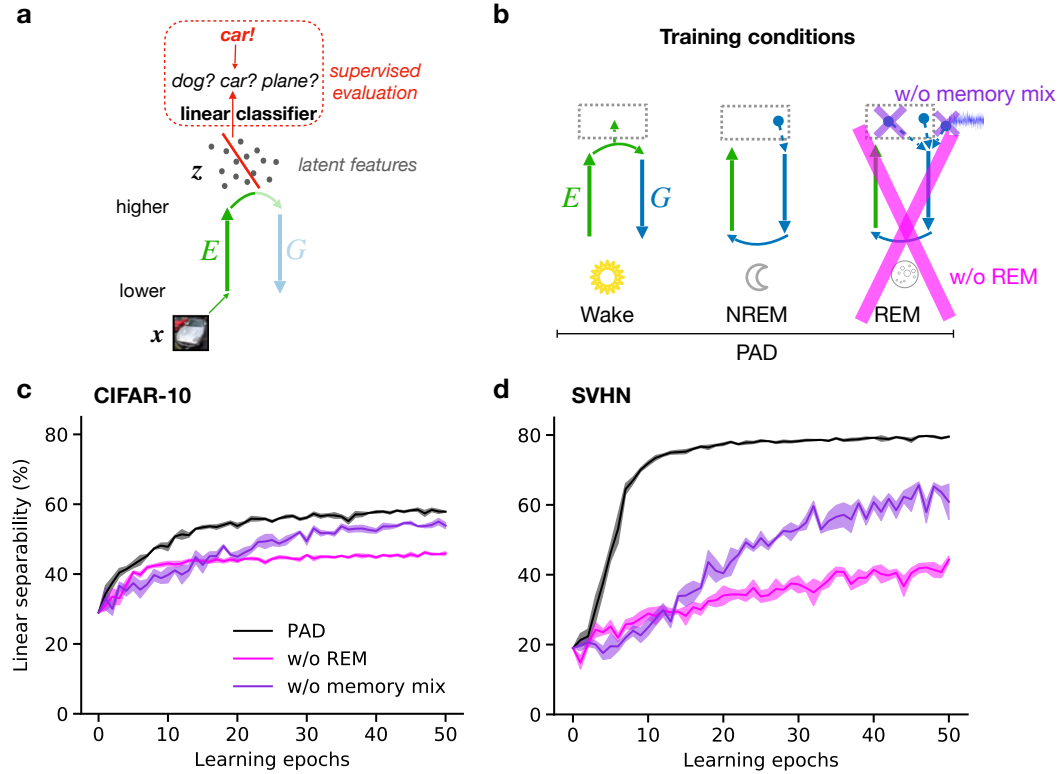 a
car!
dog? car? plane?
linear classifier
supervised
evaluation
z
latent features
higher
E
G
lower
x
b
Training conditions
w/o memory mix
E
G
w/o REM
Wake
NREM
REM
PAD
c
CIFAR-10
Linear separability (%)
80
60
40
20
0
0
10
20
30
40
50
Learning epochs
PAD
w/o REM
w/o memory mix
d
SVHN
80
60
40
20
0
0
10
20
30
40
50
Learning epochs